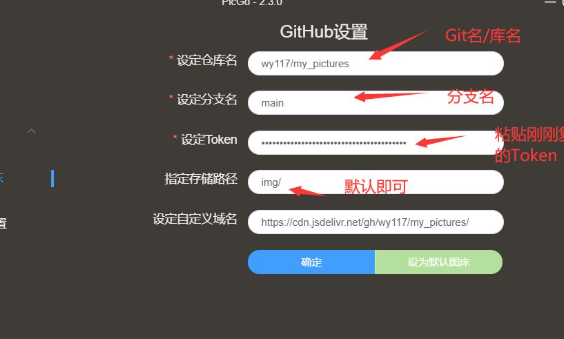 PicGo - 2.3.0
GitHub设置
Git名/库名
* 设定仓库名
wy117/my_pictures
* 设定分支名
main
分支名
* 设定Token
粘贴刚刚复
的Token
指定存储路径
img/
默认即可
设定自定义域名
https://cdn.jsdelivr.net/gh/wy117/my_pictures/
置
确定
设为默认图床